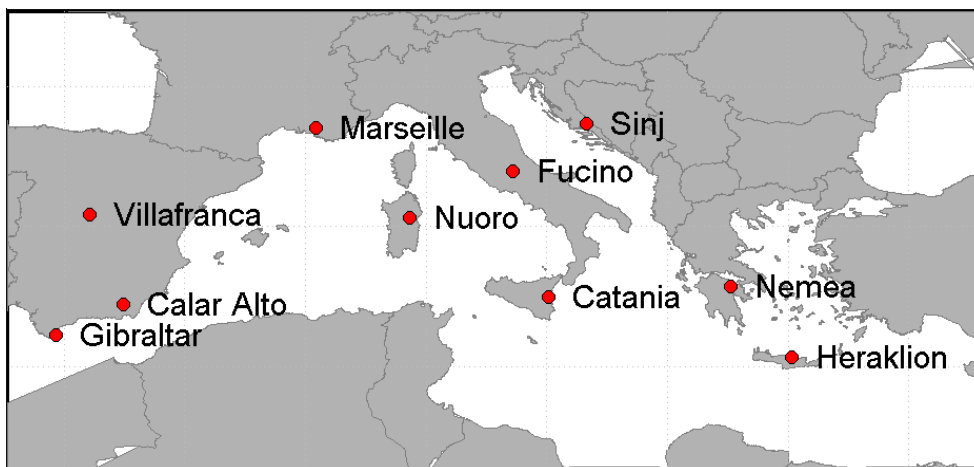 Marseille
Sinj
Fucino
Villafranca
Nuoro
Calar Alto
Catania
Nemea
Gibraltar
Heraklion